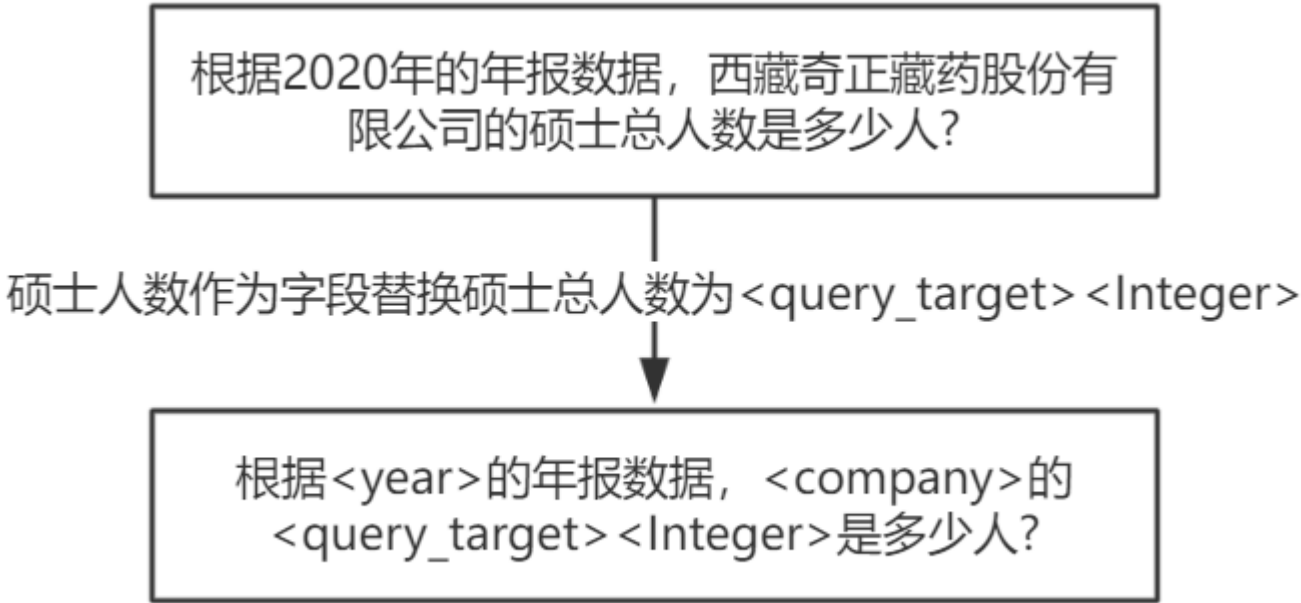 根据2020年的年报数据，西藏奇正藏药股份有
限公司的硕士总人数是多少人?
硕士人数作为字段替换硕士总人数为<query_target><Integer>
根据<year>的年报数据，<company>的
<query_target><Integer>是多少人?